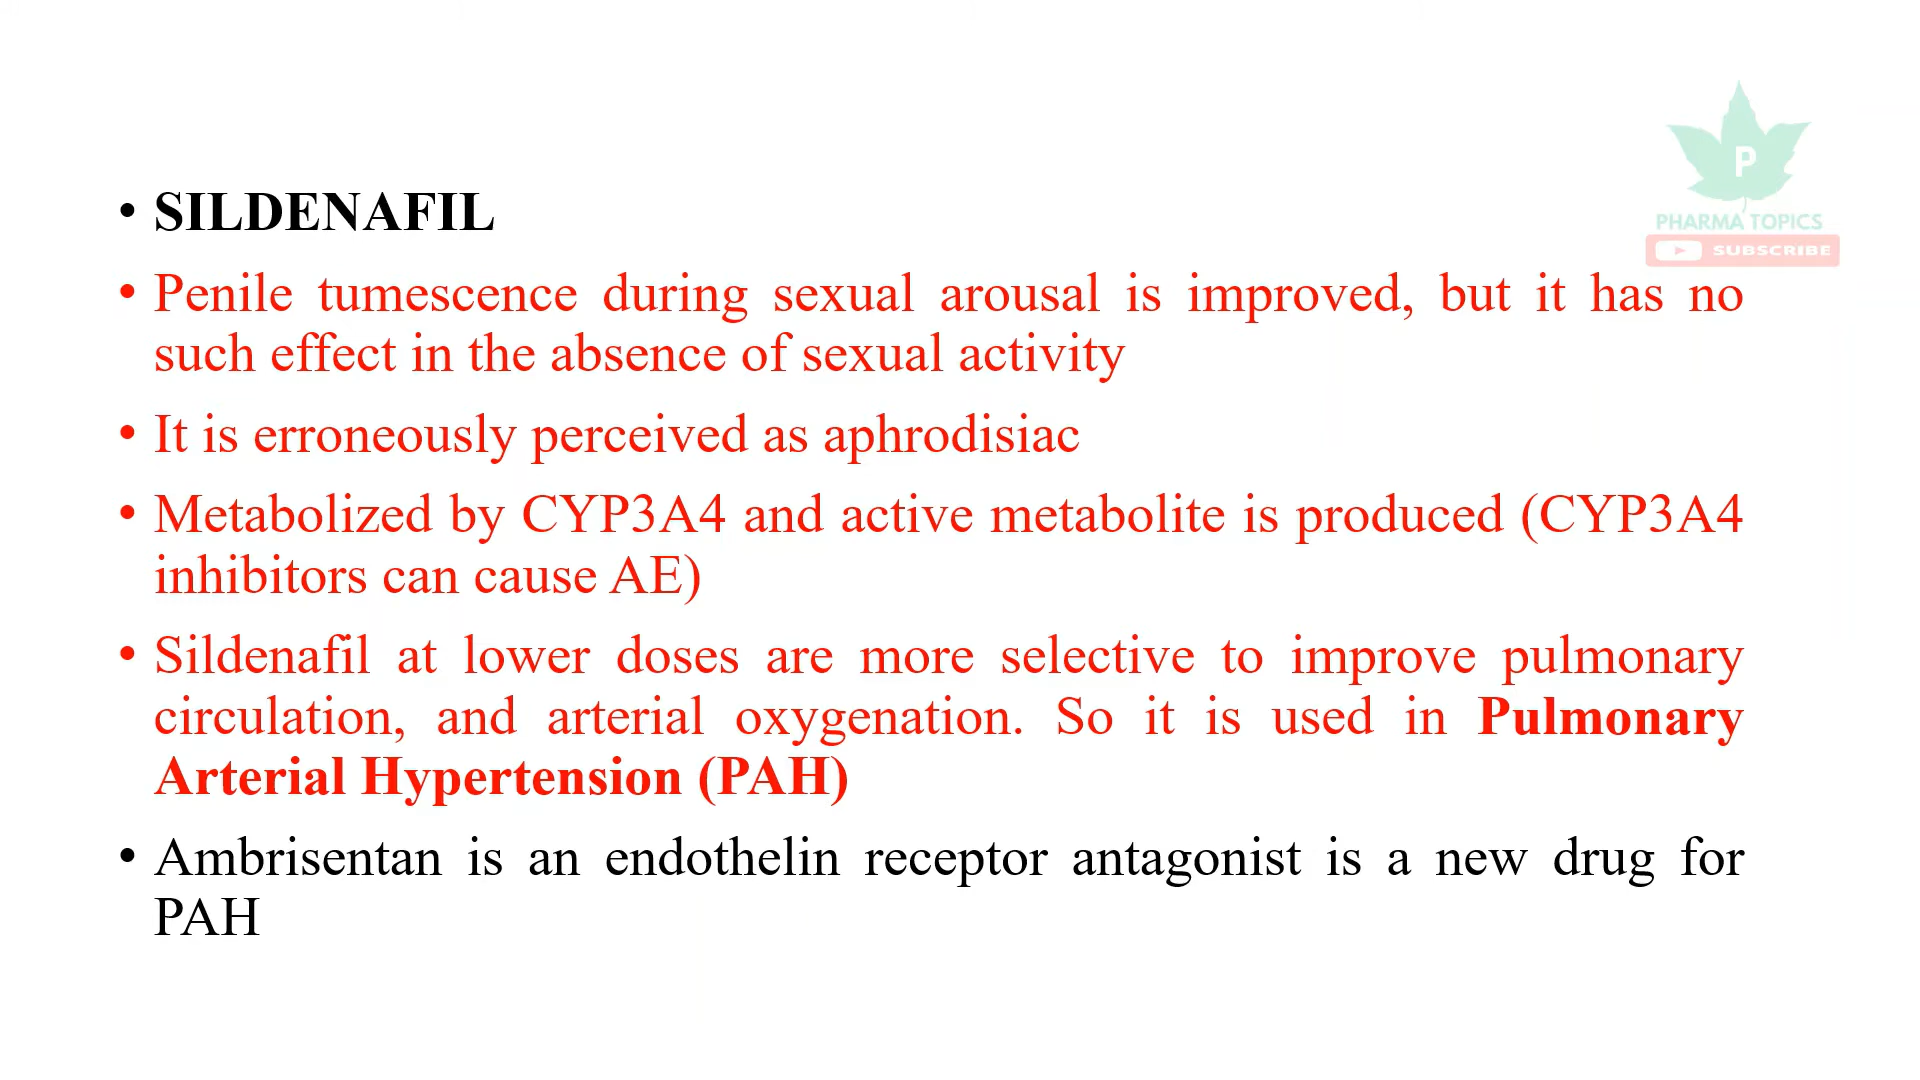 P
PHARMA TOPICS
SUBSCRIBE
• SILDENAFIL
• Penile tumescence during sexual arousal is improved, but it has no
such effect in the absence of sexual activity
• It is erroneously perceived as aphrodisiac
• Metabolized by CYP3A4 and active metabolite is produced (CYP3A4
inhibitors can cause AE)
• Sildenafil at lower doses are more selective to improve pulmonary
circulation, and arterial oxygenation. So it is used in Pulmonary
Arterial Hypertension (PAH)
• Ambrisentan is an endothelin receptor antagonist is a new drug for
PAH